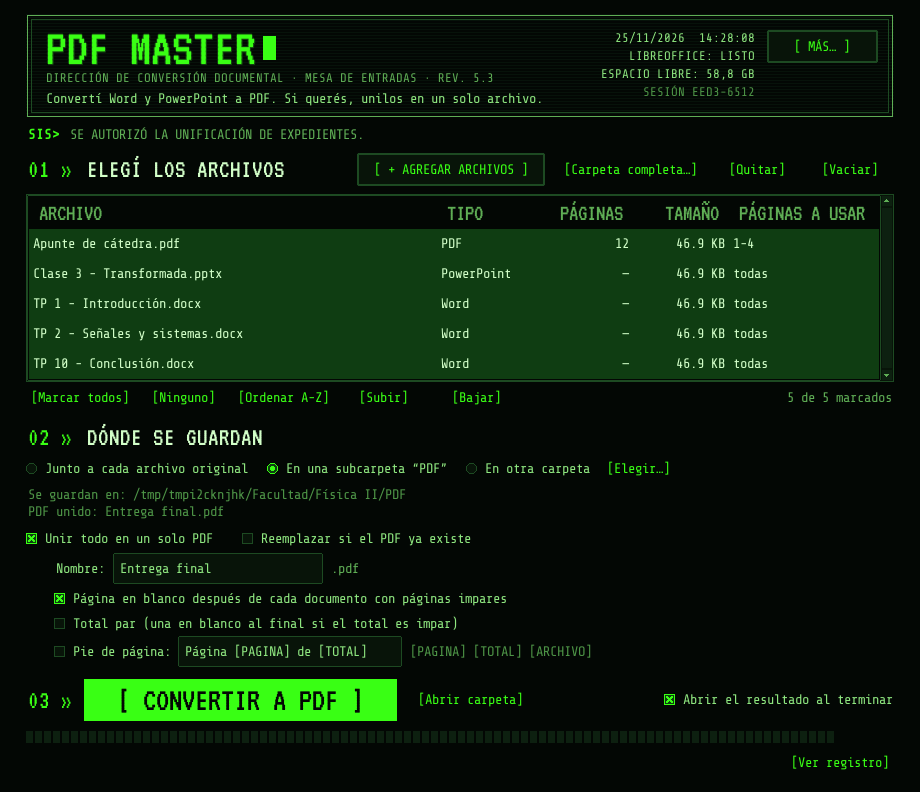 PDF MASTER
25/11/2026 14:28:08
[ MÁS… ]
LIBREOFFICE: LISTO
ESPACIO LIBRE: 58,8 GB
DIRECCIÓN DE CONVERSIÓN DOCUMENTAL · MESA DE ENTRADAS · REV. 5.3
SESIÓN EED3-6512
Convertí Word y PowerPoint a PDF. Si querés, unilos en un solo archivo.
SIS> SE AUTORIZÓ LA UNIFICACIÓN DE EXPEDIENTES.
01 » ELEGÍ LOS ARCHIVOS [ + AGREGAR ARCHIVOS ] [Carpeta completa…] [Quitar] [Vaciar]
ARCHIVO TIPO PÁGINAS TAMAÑO PÁGINAS A USAR
Apunte de cátedra.pdf PDF 12 46.9 KB 1-4
Clase 3 - Transformada.pptx PowerPoint — 46.9 KB todas
TP 1 - Introducción.docx Word — 46.9 KB todas
TP 2 - Señales y sistemas.docx Word — 46.9 KB todas
TP 10 - Conclusión.docx Word — 46.9 KB todas
[Marcar todos] [Ninguno] [Ordenar A-Z] [Subir] [Bajar] 5 de 5 marcados
02 » DÓNDE SE GUARDAN
Junto a cada archivo original En una subcarpeta “PDF” En otra carpeta [Elegir…]
Se guardan en: /tmp/tmpi2cknjhk/Facultad/Física II/PDF
PDF unido: Entrega final.pdf
Unir todo en un solo PDF Reemplazar si el PDF ya existe
Nombre: Entrega final .pdf
Página en blanco después de cada documento con páginas impares
Total par (una en blanco al final si el total es impar)
Pie de página: Página [PAGINA] de [TOTAL] [PAGINA] [TOTAL] [ARCHIVO]
03 » [ CONVERTIR A PDF ] [Abrir carpeta] Abrir el resultado al terminar
[Ver registro]